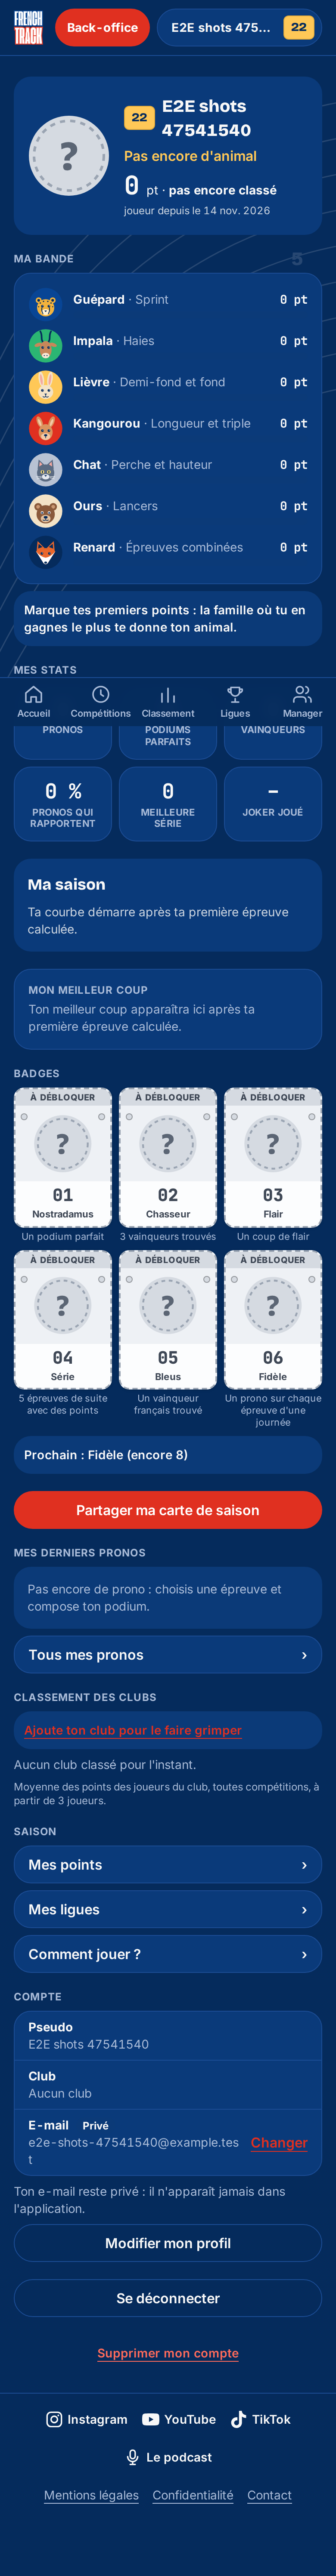 FRENCH TRACK
Back-office
E2E shots 475...
22
22
E2E shots
47541540
Pas encore d'animal
0 pt · pas encore classé
joueur depuis le 14 nov. 2026
MA BANDE
5
Guépard · Sprint 0 pt
Impala · Haies 0 pt
Lièvre · Demi-fond et fond 0 pt
Kangourou · Longueur et triple 0 pt
Chat · Perche et hauteur 0 pt
Ours · Lancers 0 pt
Renard · Épreuves combinées 0 pt
Marque tes premiers points : la famille où tu en
gagnes le plus te donne ton animal.
MES STATS
Accueil
Compétitions
Classement
Ligues
Manager
PRONOS
PODIUMS
PARFAITS
VAINQUEURS
0 %
PRONOS QUI
RAPPORTENT
0
MEILLEURE
SÉRIE
–
JOKER JOUÉ
Ma saison
Ta courbe démarre après ta première épreuve
calculée.
MON MEILLEUR COUP
Ton meilleur coup apparaîtra ici après ta
première épreuve calculée.
BADGES
À DÉBLOQUER
?
01
Nostradamus
Un podium parfait
À DÉBLOQUER
?
02
Chasseur
3 vainqueurs trouvés
À DÉBLOQUER
?
03
Flair
Un coup de flair
À DÉBLOQUER
?
04
Série
5 épreuves de suite
avec des points
À DÉBLOQUER
?
05
Bleus
Un vainqueur
français trouvé
À DÉBLOQUER
?
06
Fidèle
Un prono sur chaque
épreuve d'une
journée
Prochain : Fidèle (encore 8)
Partager ma carte de saison
MES DERNIERS PRONOS
Pas encore de prono : choisis une épreuve et
compose ton podium.
Tous mes pronos ›
CLASSEMENT DES CLUBS
Ajoute ton club pour le faire grimper
Aucun club classé pour l'instant.
Moyenne des points des joueurs du club, toutes compétitions, à
partir de 3 joueurs.
SAISON
Mes points ›
Mes ligues ›
Comment jouer ? ›
COMPTE
Pseudo
E2E shots 47541540
Club
Aucun club
E-mail Privé
e2e-shots-47541540@example.tes
t
Changer
Ton e-mail reste privé : il n'apparaît jamais dans
l'application.
Modifier mon profil
Se déconnecter
Supprimer mon compte
Instagram
YouTube
TikTok
Le podcast
Mentions légales
Confidentialité
Contact